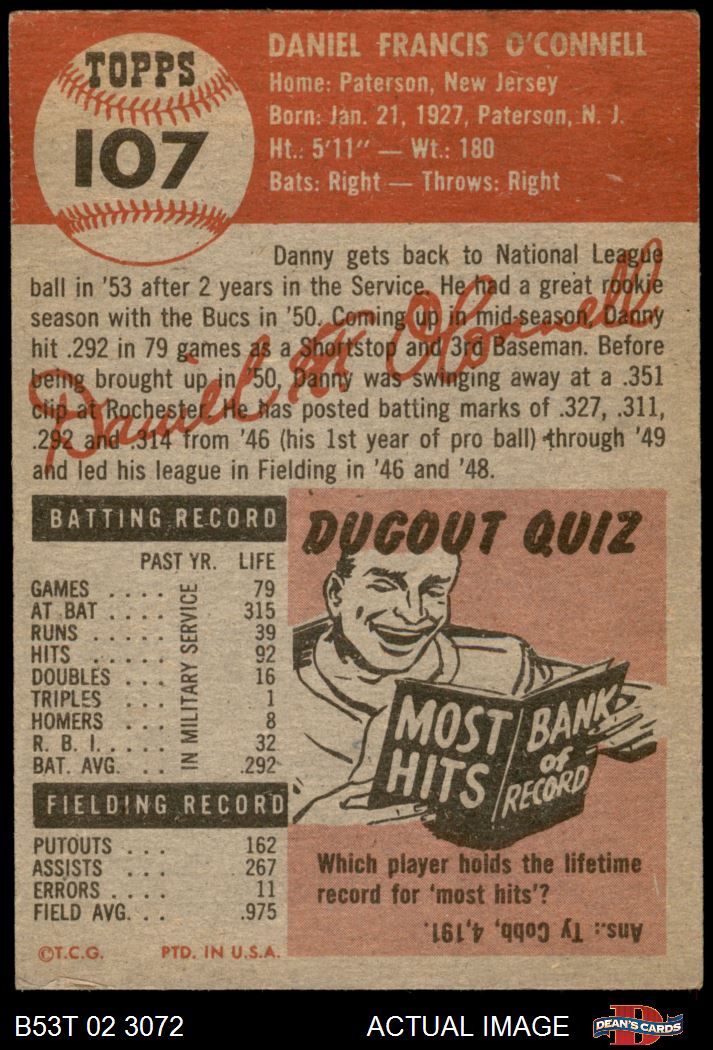 TOPPS
107
DANIEL FRANCIS O'CONNELL
Home: Paterson, New Jersey
Born: Jan. 21, 1927, Paterson, N. J.
Ht.: 5'11" — Wt.: 180
Bats: Right — Throws: Right
Danny gets back to National League
ball in '53 after 2 years in the Service. He had a great rookie
season with the Bucs in '50. Coming up in mid-season, Danny
hit .292 in 79 games as a Shortstop and 3rd Baseman. Before
being brought up in '50, Danny was swinging away at a .351
clip at Rochester. He has posted batting marks of .327, .311,
.292 and .314 from '46 (his 1st year of pro ball) through '49
and led his league in Fielding in '46 and '48.
Daniel F. O'Connell
BATTING RECORD
PAST YR. LIFE
GAMES . . . . 79
AT BAT . . . . 315
RUNS . . . . . 39
HITS . . . . . 92
DOUBLES . . . 16
TRIPLES . . . 1
HOMERS . . . 8
R. B. I. . . . . . 32
BAT. AVG. . . .292
IN MILITARY SERVICE
FIELDING RECORD
PUTOUTS . . . 162
ASSISTS . . . 267
ERRORS . . . . 11
FIELD AVG. . . .975
©T.C.G. PTD. IN U.S.A.
DUGOUT QUIZ
MOST
HITS
BANK
of
RECORD
Which player holds the lifetime
record for 'most hits'?
Ans.: Ty Cobb, 4,191.
B53T 02 3072
ACTUAL IMAGE
D
DEAN'S CARDS